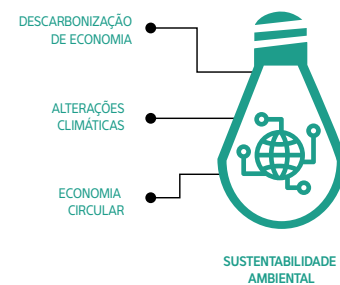 DESCARBONIZAÇÃO
DE ECONOMIA
ALTERAÇÕES
CLIMÁTICAS
ECONOMIA
CIRCULAR
SUSTENTABILIDADE
AMBIENTAL